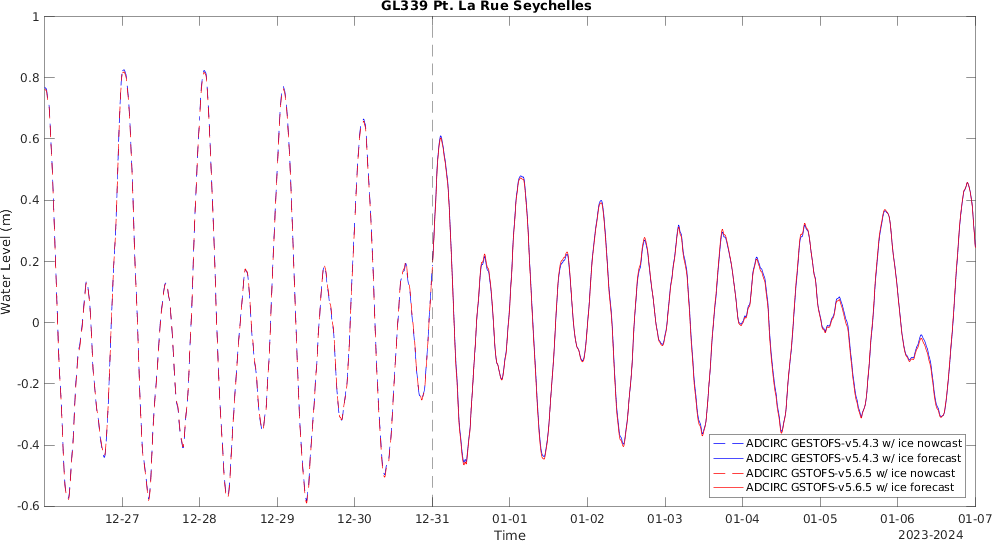 GL339 Pt. La Rue Seychelles
1
0.8
0.6
0.4
0.2
0
-0.2
-0.4
-0.6
Water Level (m)
ADCIRC GESTOFS-v5.4.3 w/ ice nowcast
ADCIRC GESTOFS-v5.4.3 w/ ice forecast
ADCIRC GSTOFS-v5.6.5 w/ ice nowcast
ADCIRC GSTOFS-v5.6.5 w/ ice forecast
12-27 12-28 12-29 12-30 12-31 01-01 01-02 01-03 01-04 01-05 01-06 01-07
Time
2023-2024